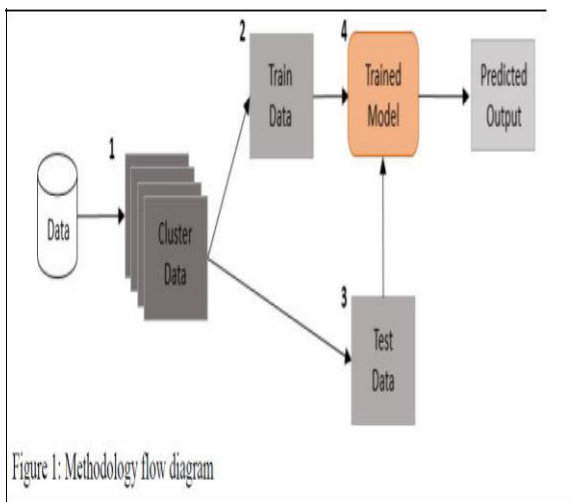 2
4
Train
Data
Trained
Model
Predicted
Output
1
Data
Cluster
Data
3
Test
Data
Figure 1: Methodology flow diagram